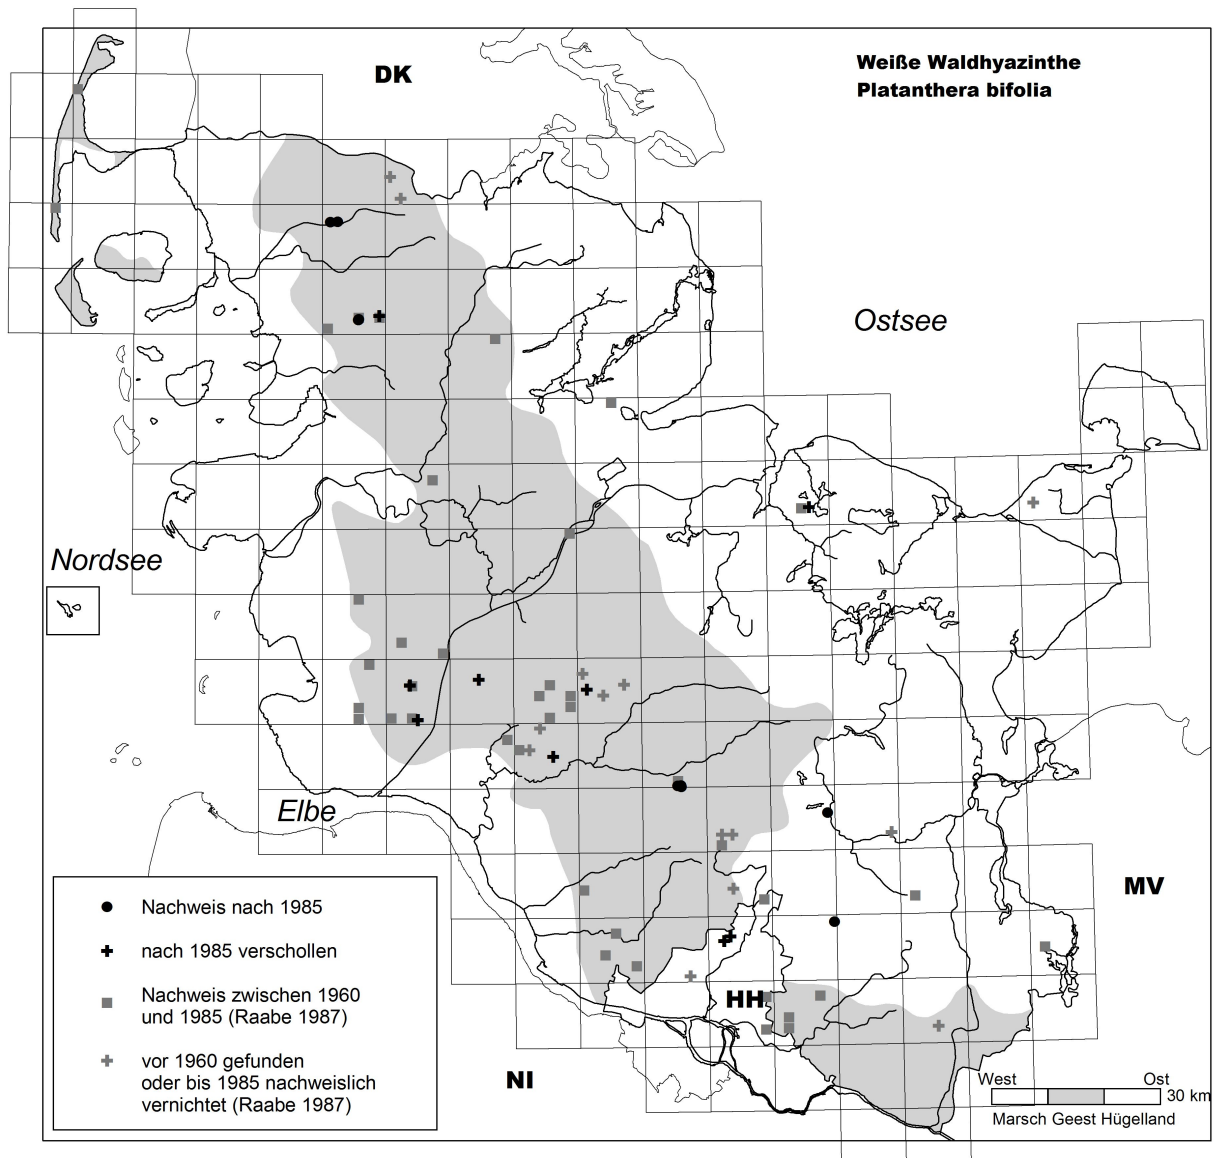 DK
Weiße Waldhyazinthe
Platanthera bifolia
Ostsee
Nordsee
Elbe
MV
HH
NI
Nachweis nach 1985
nach 1985 verschollen
Nachweis zwischen 1960
und 1985 (Raabe 1987)
vor 1960 gefunden
oder bis 1985 nachweislich
vernichtet (Raabe 1987)
West Ost
30 km
Marsch Geest Hügelland